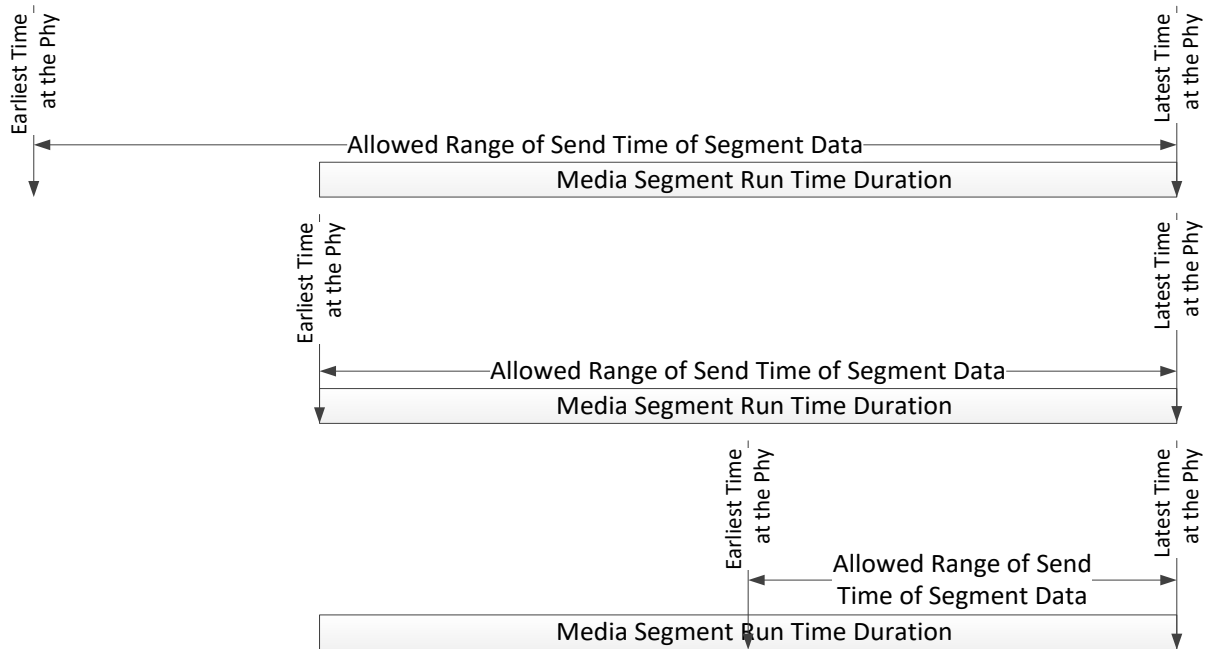 Earliest Time
at the Phy
Latest Time
at the Phy
Allowed Range of Send Time of Segment Data
Media Segment Run Time Duration
Earliest Time
at the Phy
Latest Time
at the Phy
Allowed Range of Send Time of Segment Data
Media Segment Run Time Duration
Earliest Time
at the Phy
Latest Time
at the Phy
Allowed Range of Send
Time of Segment Data
Media Segment Run Time Duration